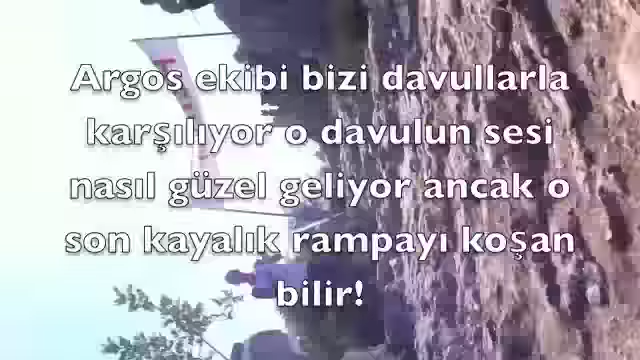 Argos ekibi bizi davullarla
karşılıyor o davulun sesi
nasıl güzel geliyor ancak o
son kayalık rampayı koşan
bilir!